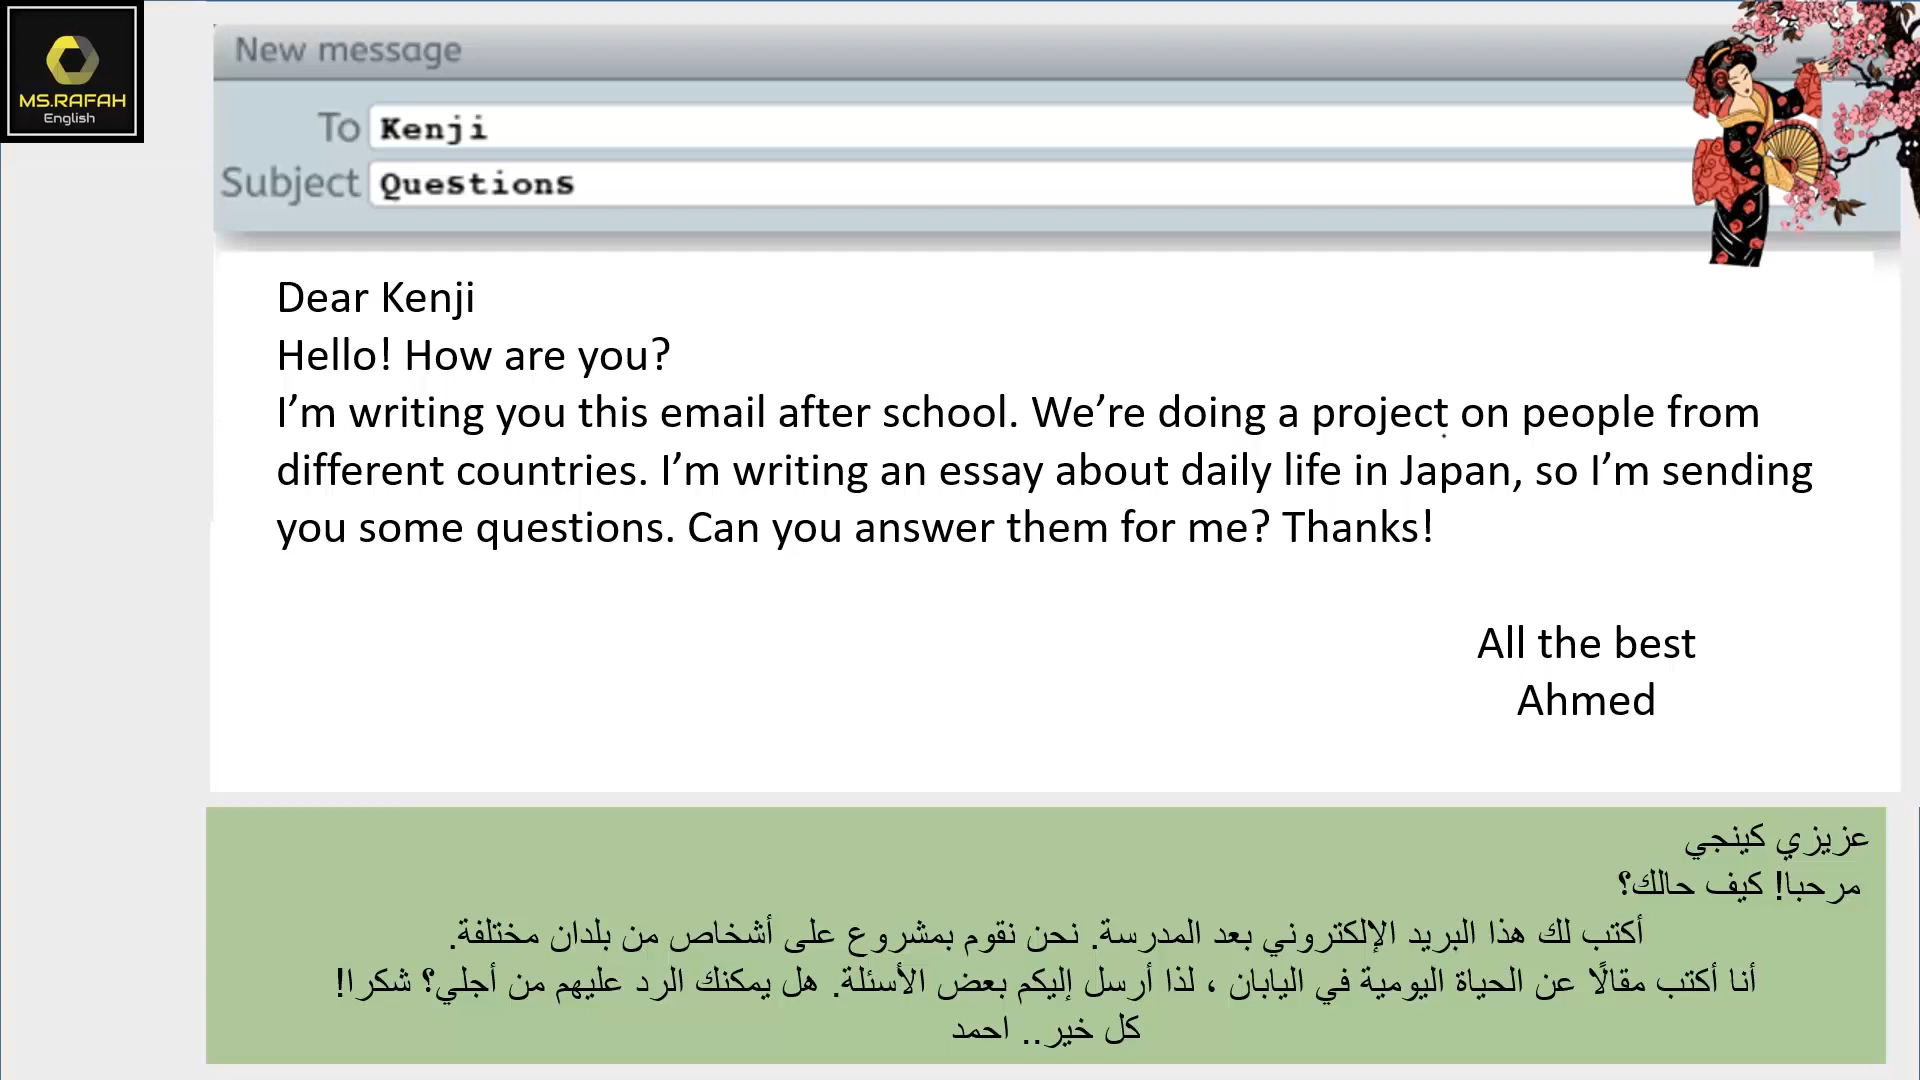 MS.RAFAH
English
New message
To Kenji
Subject Questions
Dear Kenji
Hello! How are you?
I’m writing you this email after school. We’re doing a project on people from
different countries. I’m writing an essay about daily life in Japan, so I’m sending
you some questions. Can you answer them for me? Thanks!
All the best
Ahmed
عزيزي كينجي
مرحبا! كيف حالك؟
أكتب لك هذا البريد الإلكتروني بعد المدرسة. نحن نقوم بمشروع على أشخاص من بلدان مختلفة.
أنا أكتب مقالًا عن الحياة اليومية في اليابان ، لذا أرسل إليكم بعض الأسئلة. هل يمكنك الرد عليهم من أجلي؟ شكرا!
كل خير.. احمد